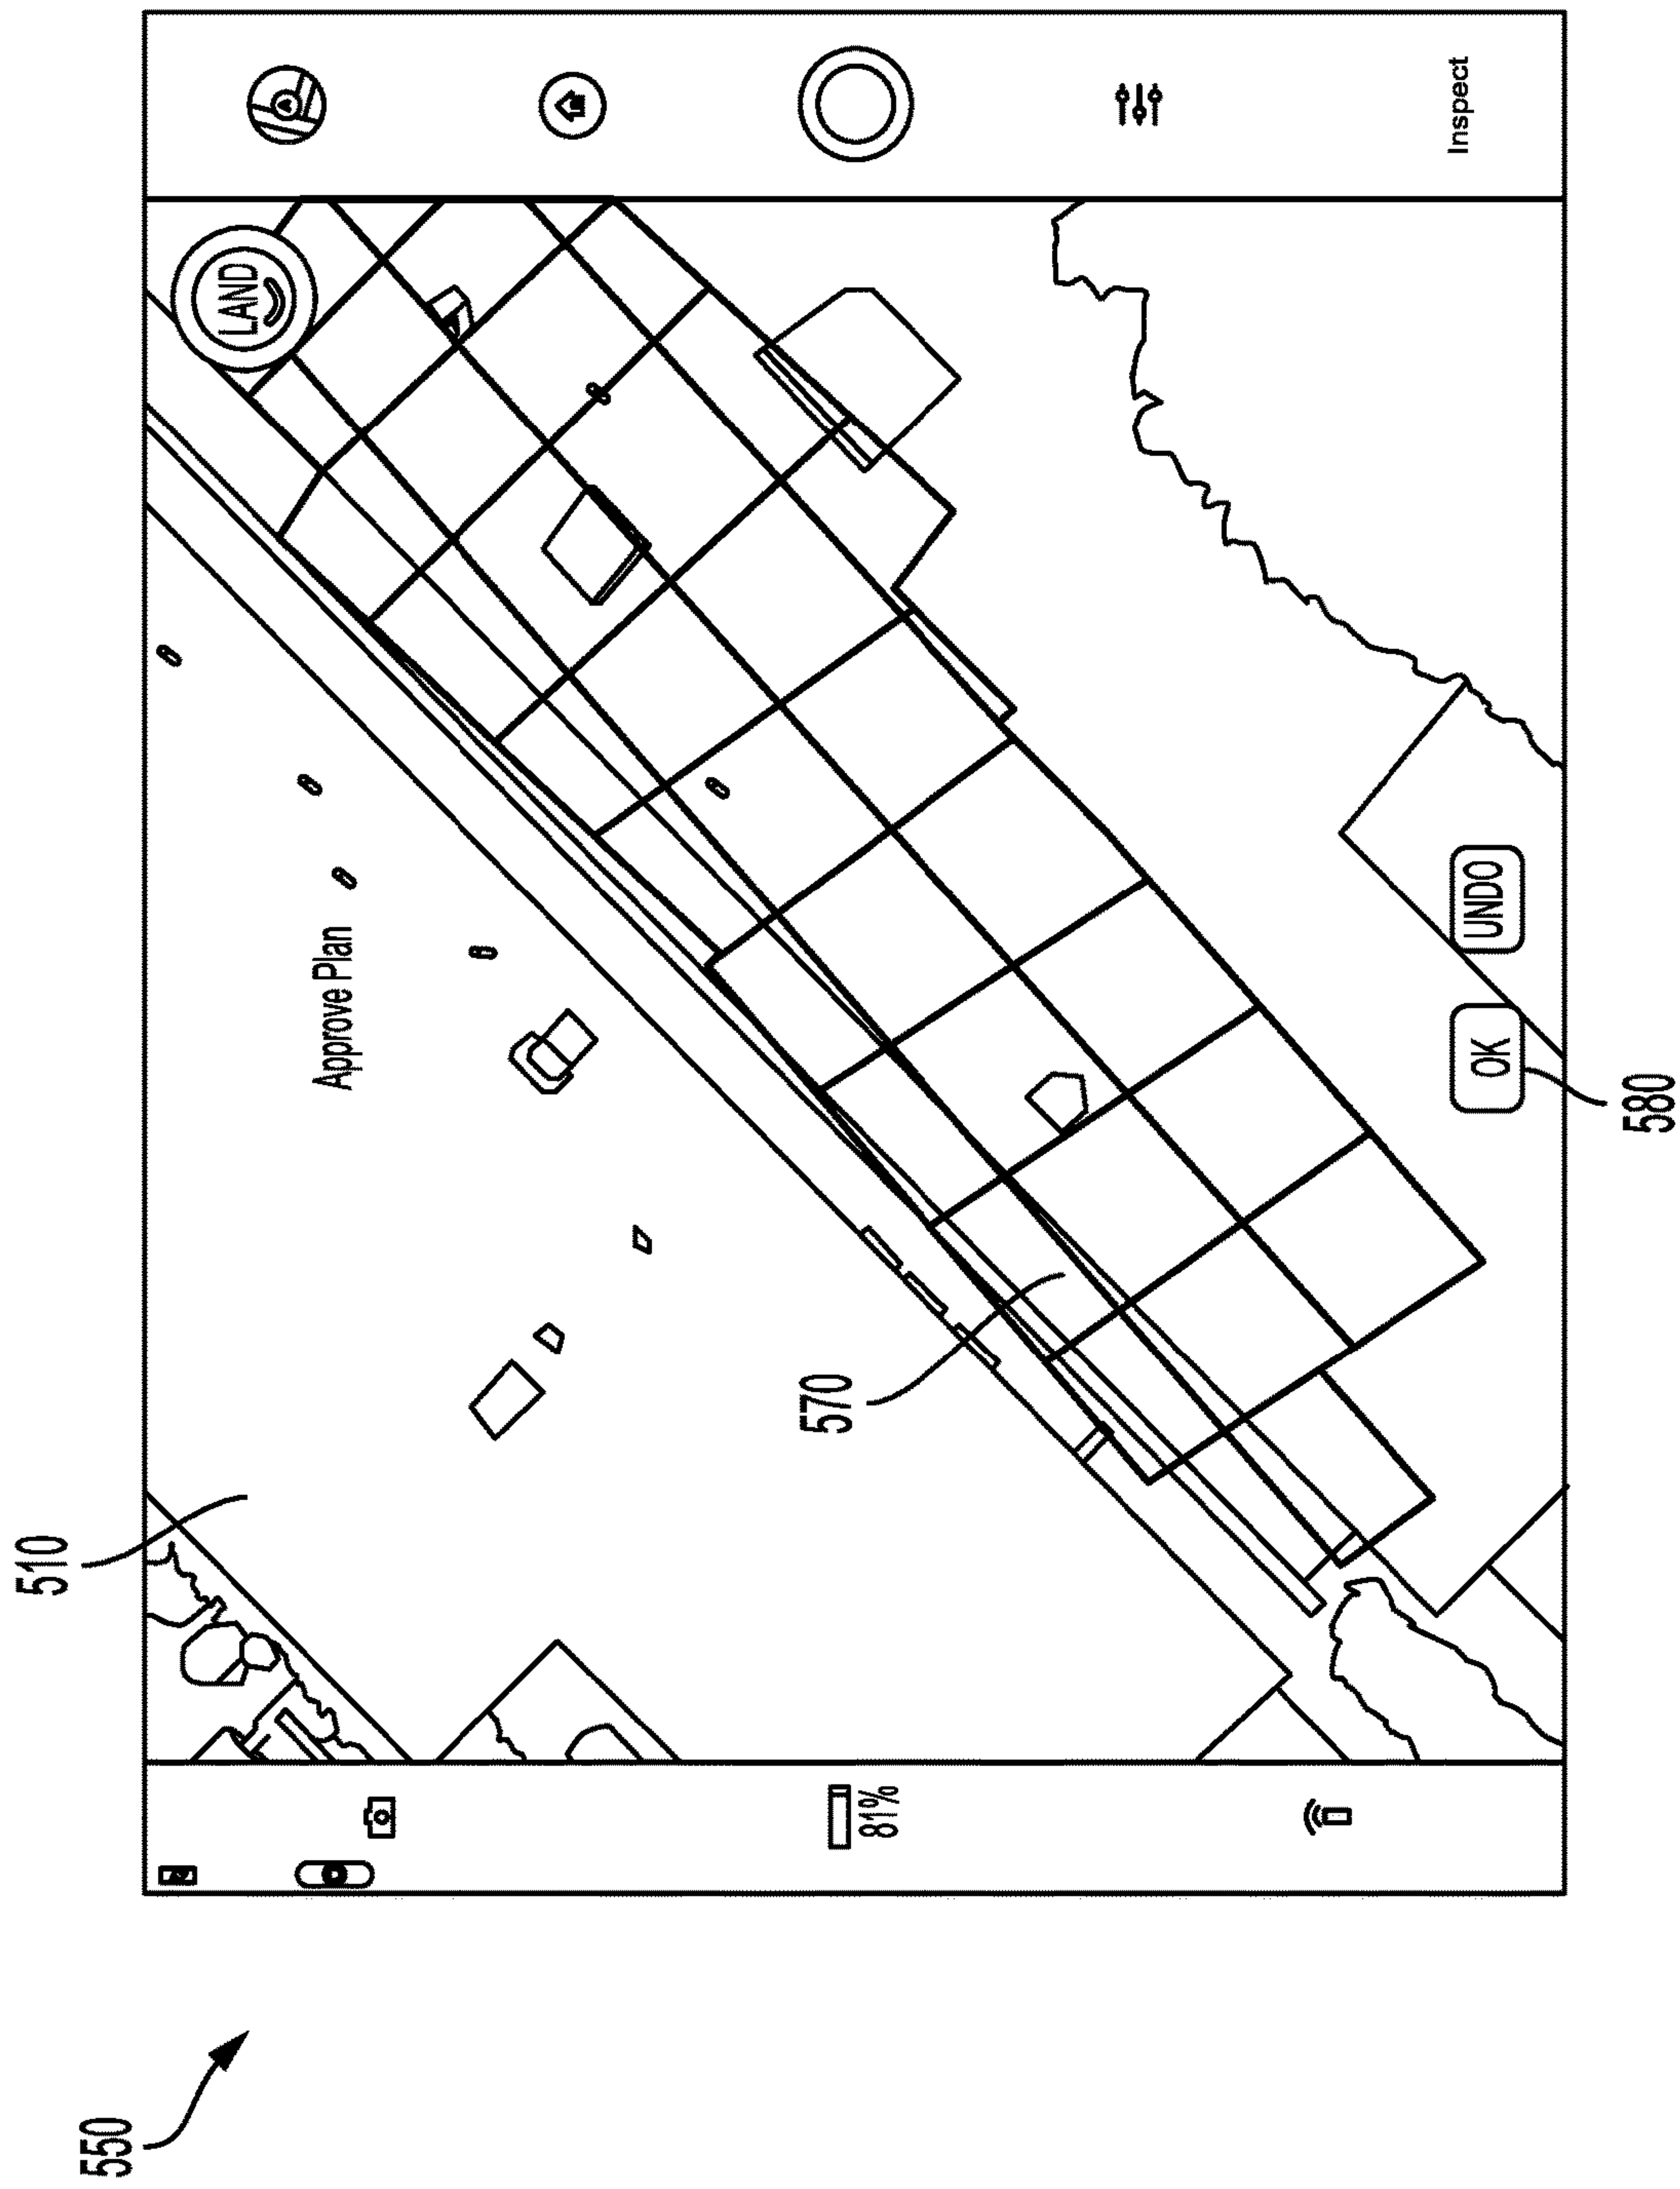 550
510
81%
Approve Plan
LAND
570
OK
UNDO
Inspect
580